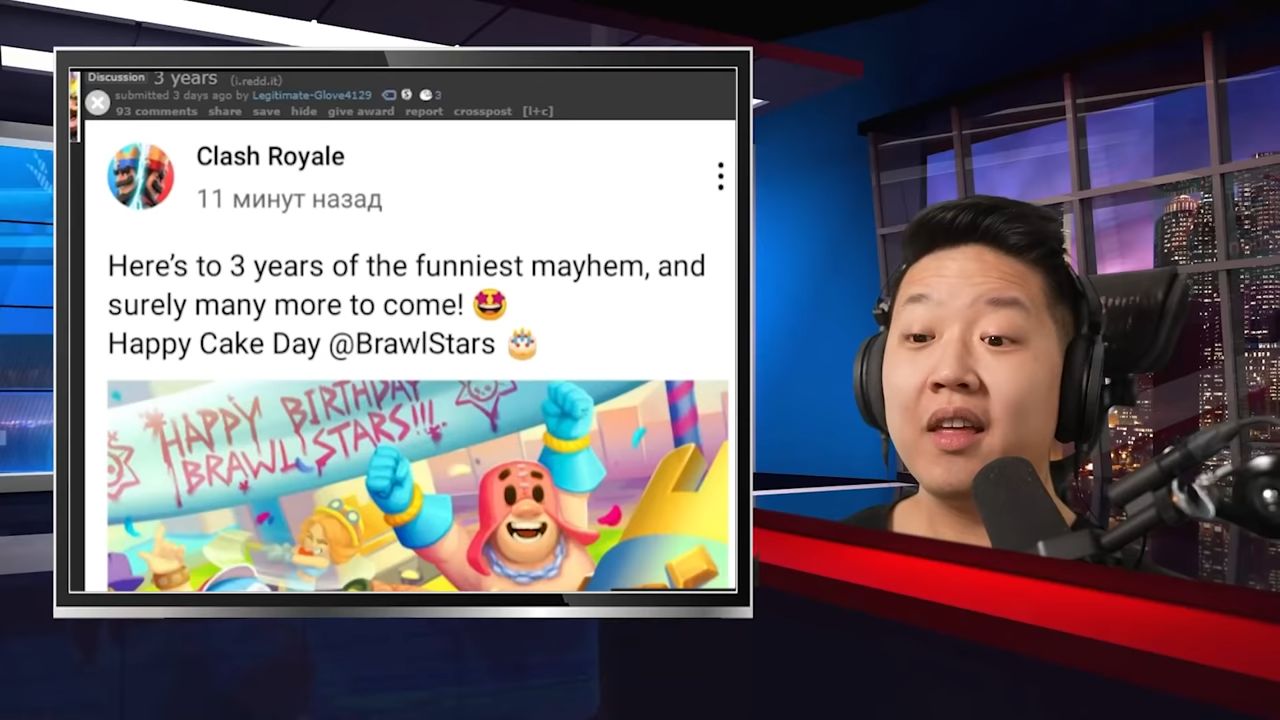 Discussion 3 years (i.redd.it)
submitted 3 days ago by Legitimate-Glove4129 3
93 comments share save hide give award report crosspost [l+c]
Clash Royale
11 минут назад
Here's to 3 years of the funniest mayhem, and
surely many more to come! 🤩
Happy Cake Day @BrawlStars 🎂
HAPPY BIRTHDAY
BRAWL STARS!!!